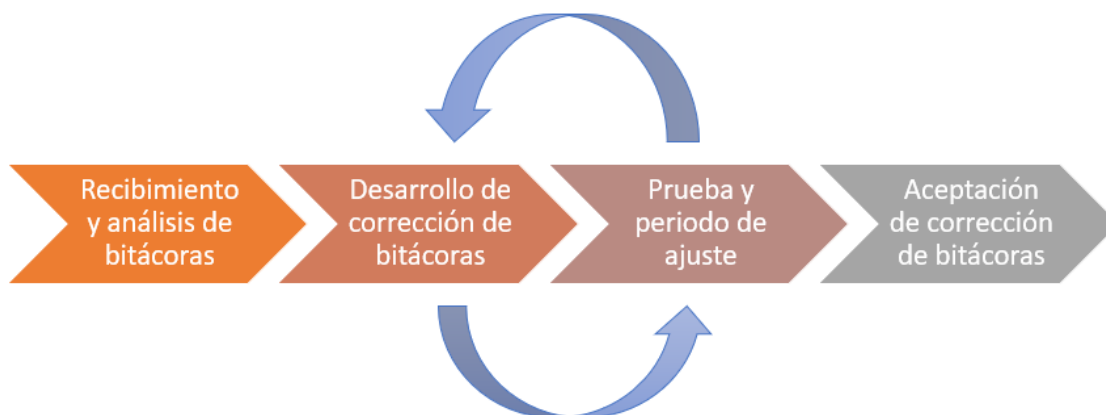 Recibimiento
y análisis de
bitácoras
Desarrollo de
corrección de
bitácoras
Prueba y
periodo de
ajuste
Aceptación
de corrección
de bitácoras